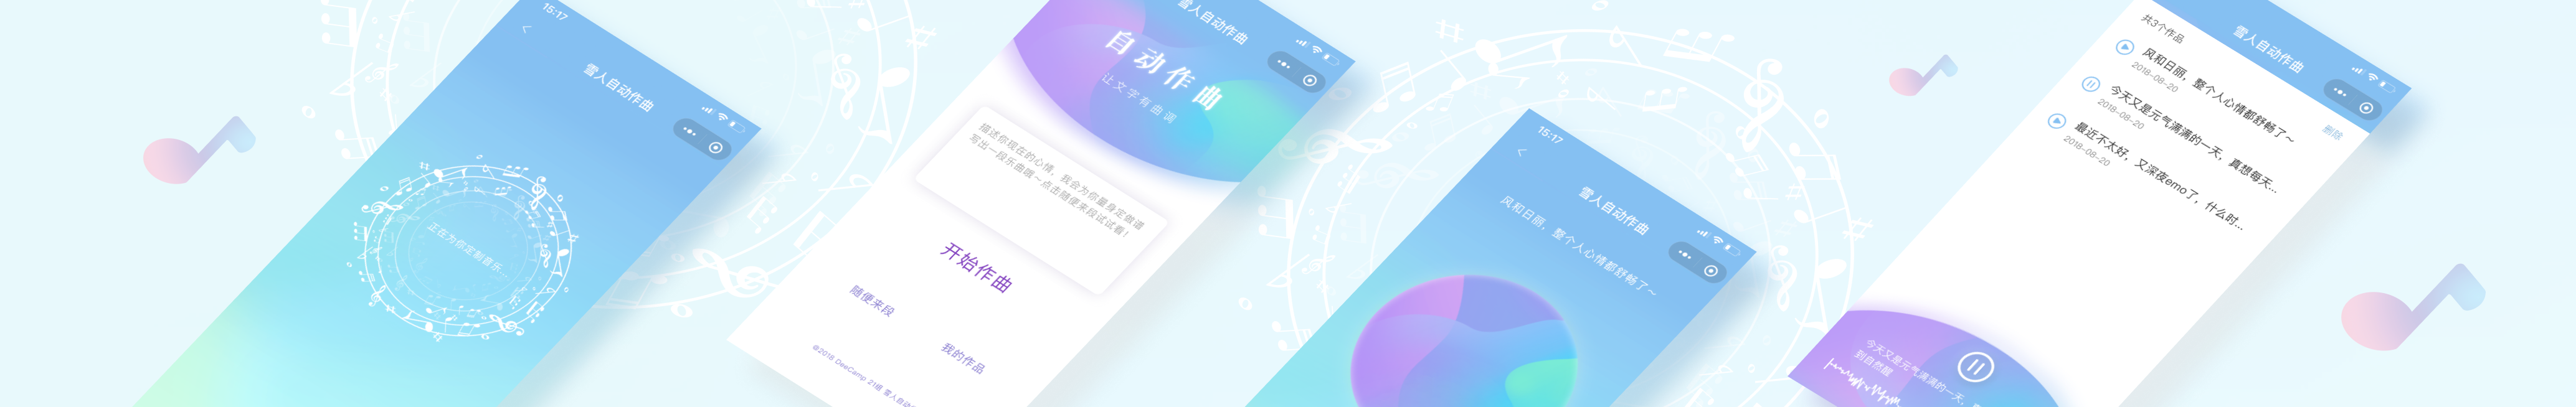 15:17
雪人自动作曲
正在为你定制音乐...
雪人自动作曲
自动作曲
让文字有曲调
描述你现在的心情，我会为你量身定做谱
写出一段乐曲哦～点击随便来段试试看！
开始作曲
随便来段
我的作品
@2018 DeeCamp 21组 雪人自动
15:17
雪人自动作曲
风和日丽，整个人心情都舒畅了～
雪人自动作曲
共3个作品
删除
风和日丽，整个人心情都舒畅了～
2018-08-20
今天又是元气满满的一天，真想每天...
2018-08-20
最近不太好，又深夜emo了，什么时...
2018-08-20
今天又是元气满满的一天，
到自然醒